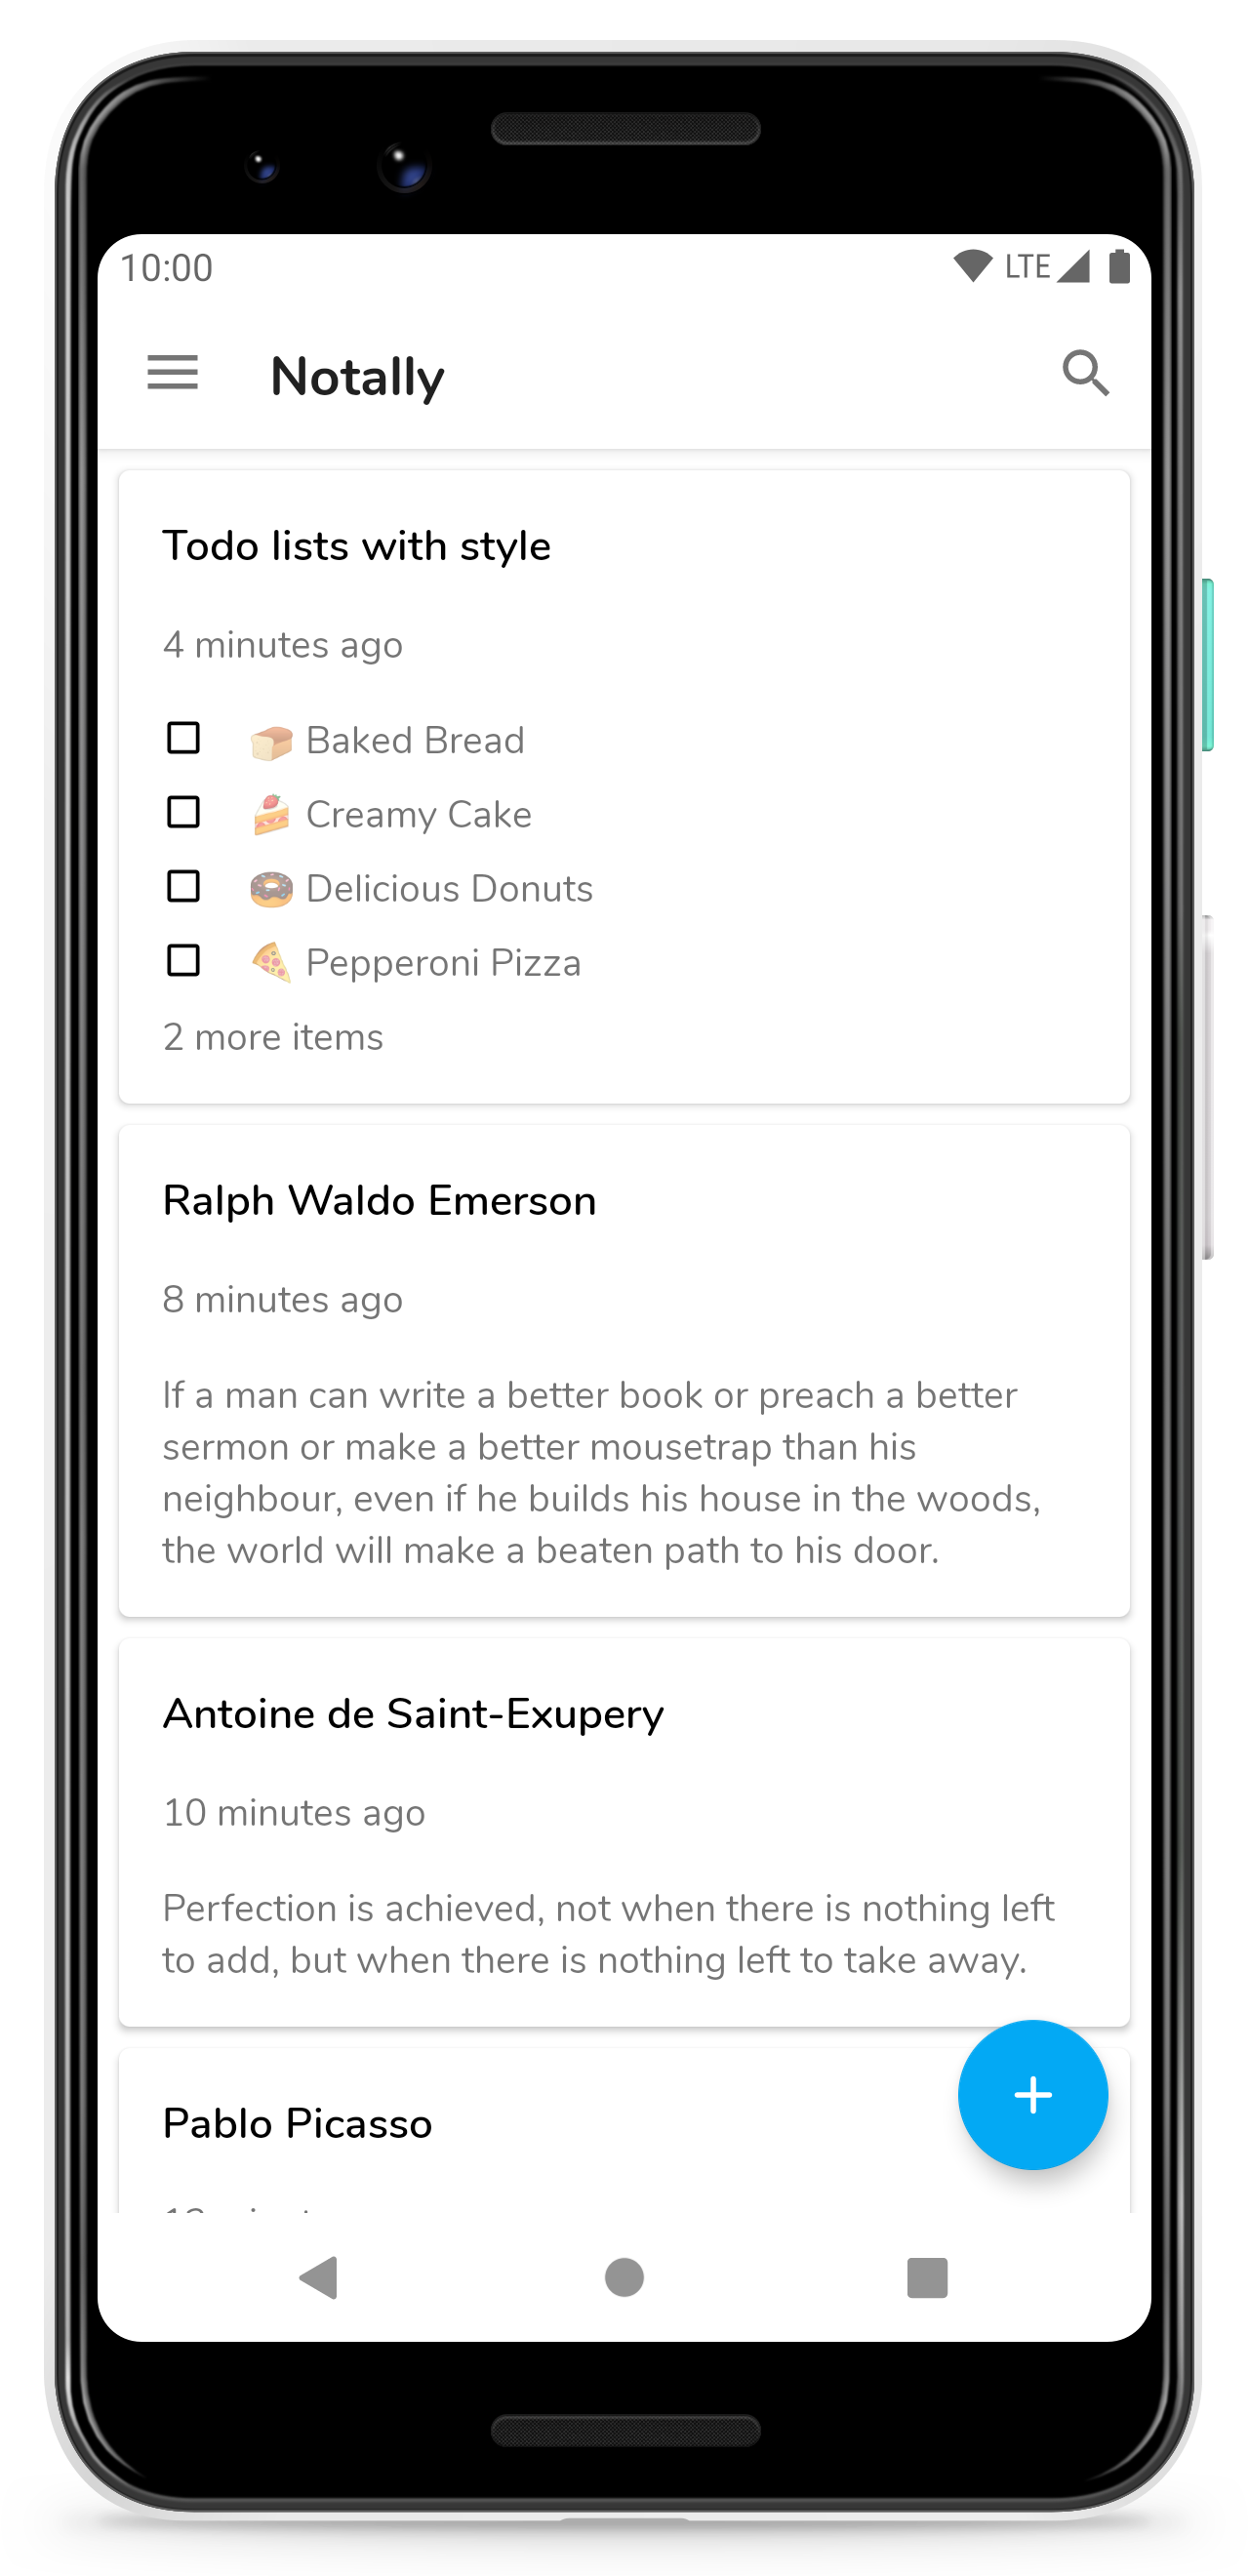 10:00 LTE
Notally
Todo lists with style
4 minutes ago
🍞 Baked Bread
🍰 Creamy Cake
🍩 Delicious Donuts
🍕 Pepperoni Pizza
2 more items
Ralph Waldo Emerson
8 minutes ago
If a man can write a better book or preach a better
sermon or make a better mousetrap than his
neighbour, even if he builds his house in the woods,
the world will make a beaten path to his door.
Antoine de Saint-Exupery
10 minutes ago
Perfection is achieved, not when there is nothing left
to add, but when there is nothing left to take away.
Pablo Picasso